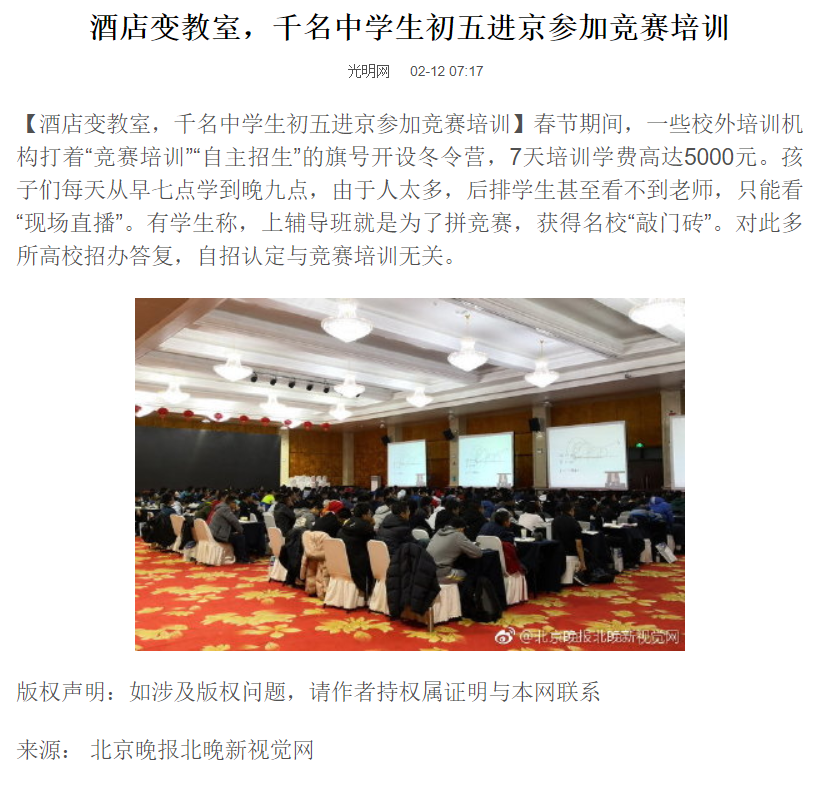 酒店变教室，千名中学生初五进京参加竞赛培训
光明网 02-12 07:17
【酒店变教室，千名中学生初五进京参加竞赛培训】春节期间，一些校外培训机
构打着“竞赛培训”“自主招生”的旗号开设冬令营，7天培训学费高达5000元。孩
子们每天从早七点学到晚九点，由于人太多，后排学生甚至看不到老师，只能看
“现场直播”。有学生称，上辅导班就是为了拼竞赛，获得名校“敲门砖”。对此多
所高校招办答复，自招认定与竞赛培训无关。
@北京晚报北晚新视觉网
版权声明：如涉及版权问题，请作者持权属证明与本网联系
来源： 北京晚报北晚新视觉网